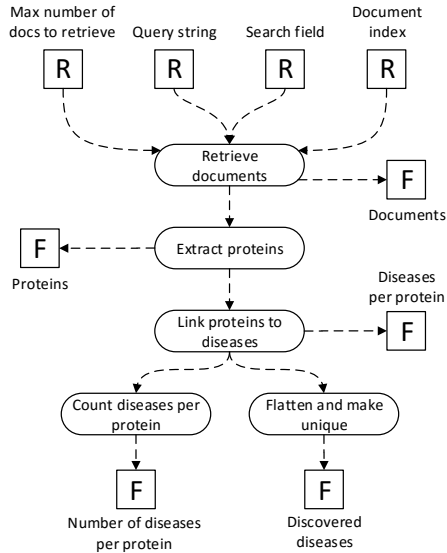 Max number of
docs to retrieve
Query string
Search field
Document
index
R
R
R
R
Retrieve
documents
F
Documents
Extract proteins
F
Proteins
Link proteins to
diseases
Diseases
per protein
F
Count diseases per
protein
Flatten and make
unique
F
F
Number of diseases
per protein
Discovered
diseases